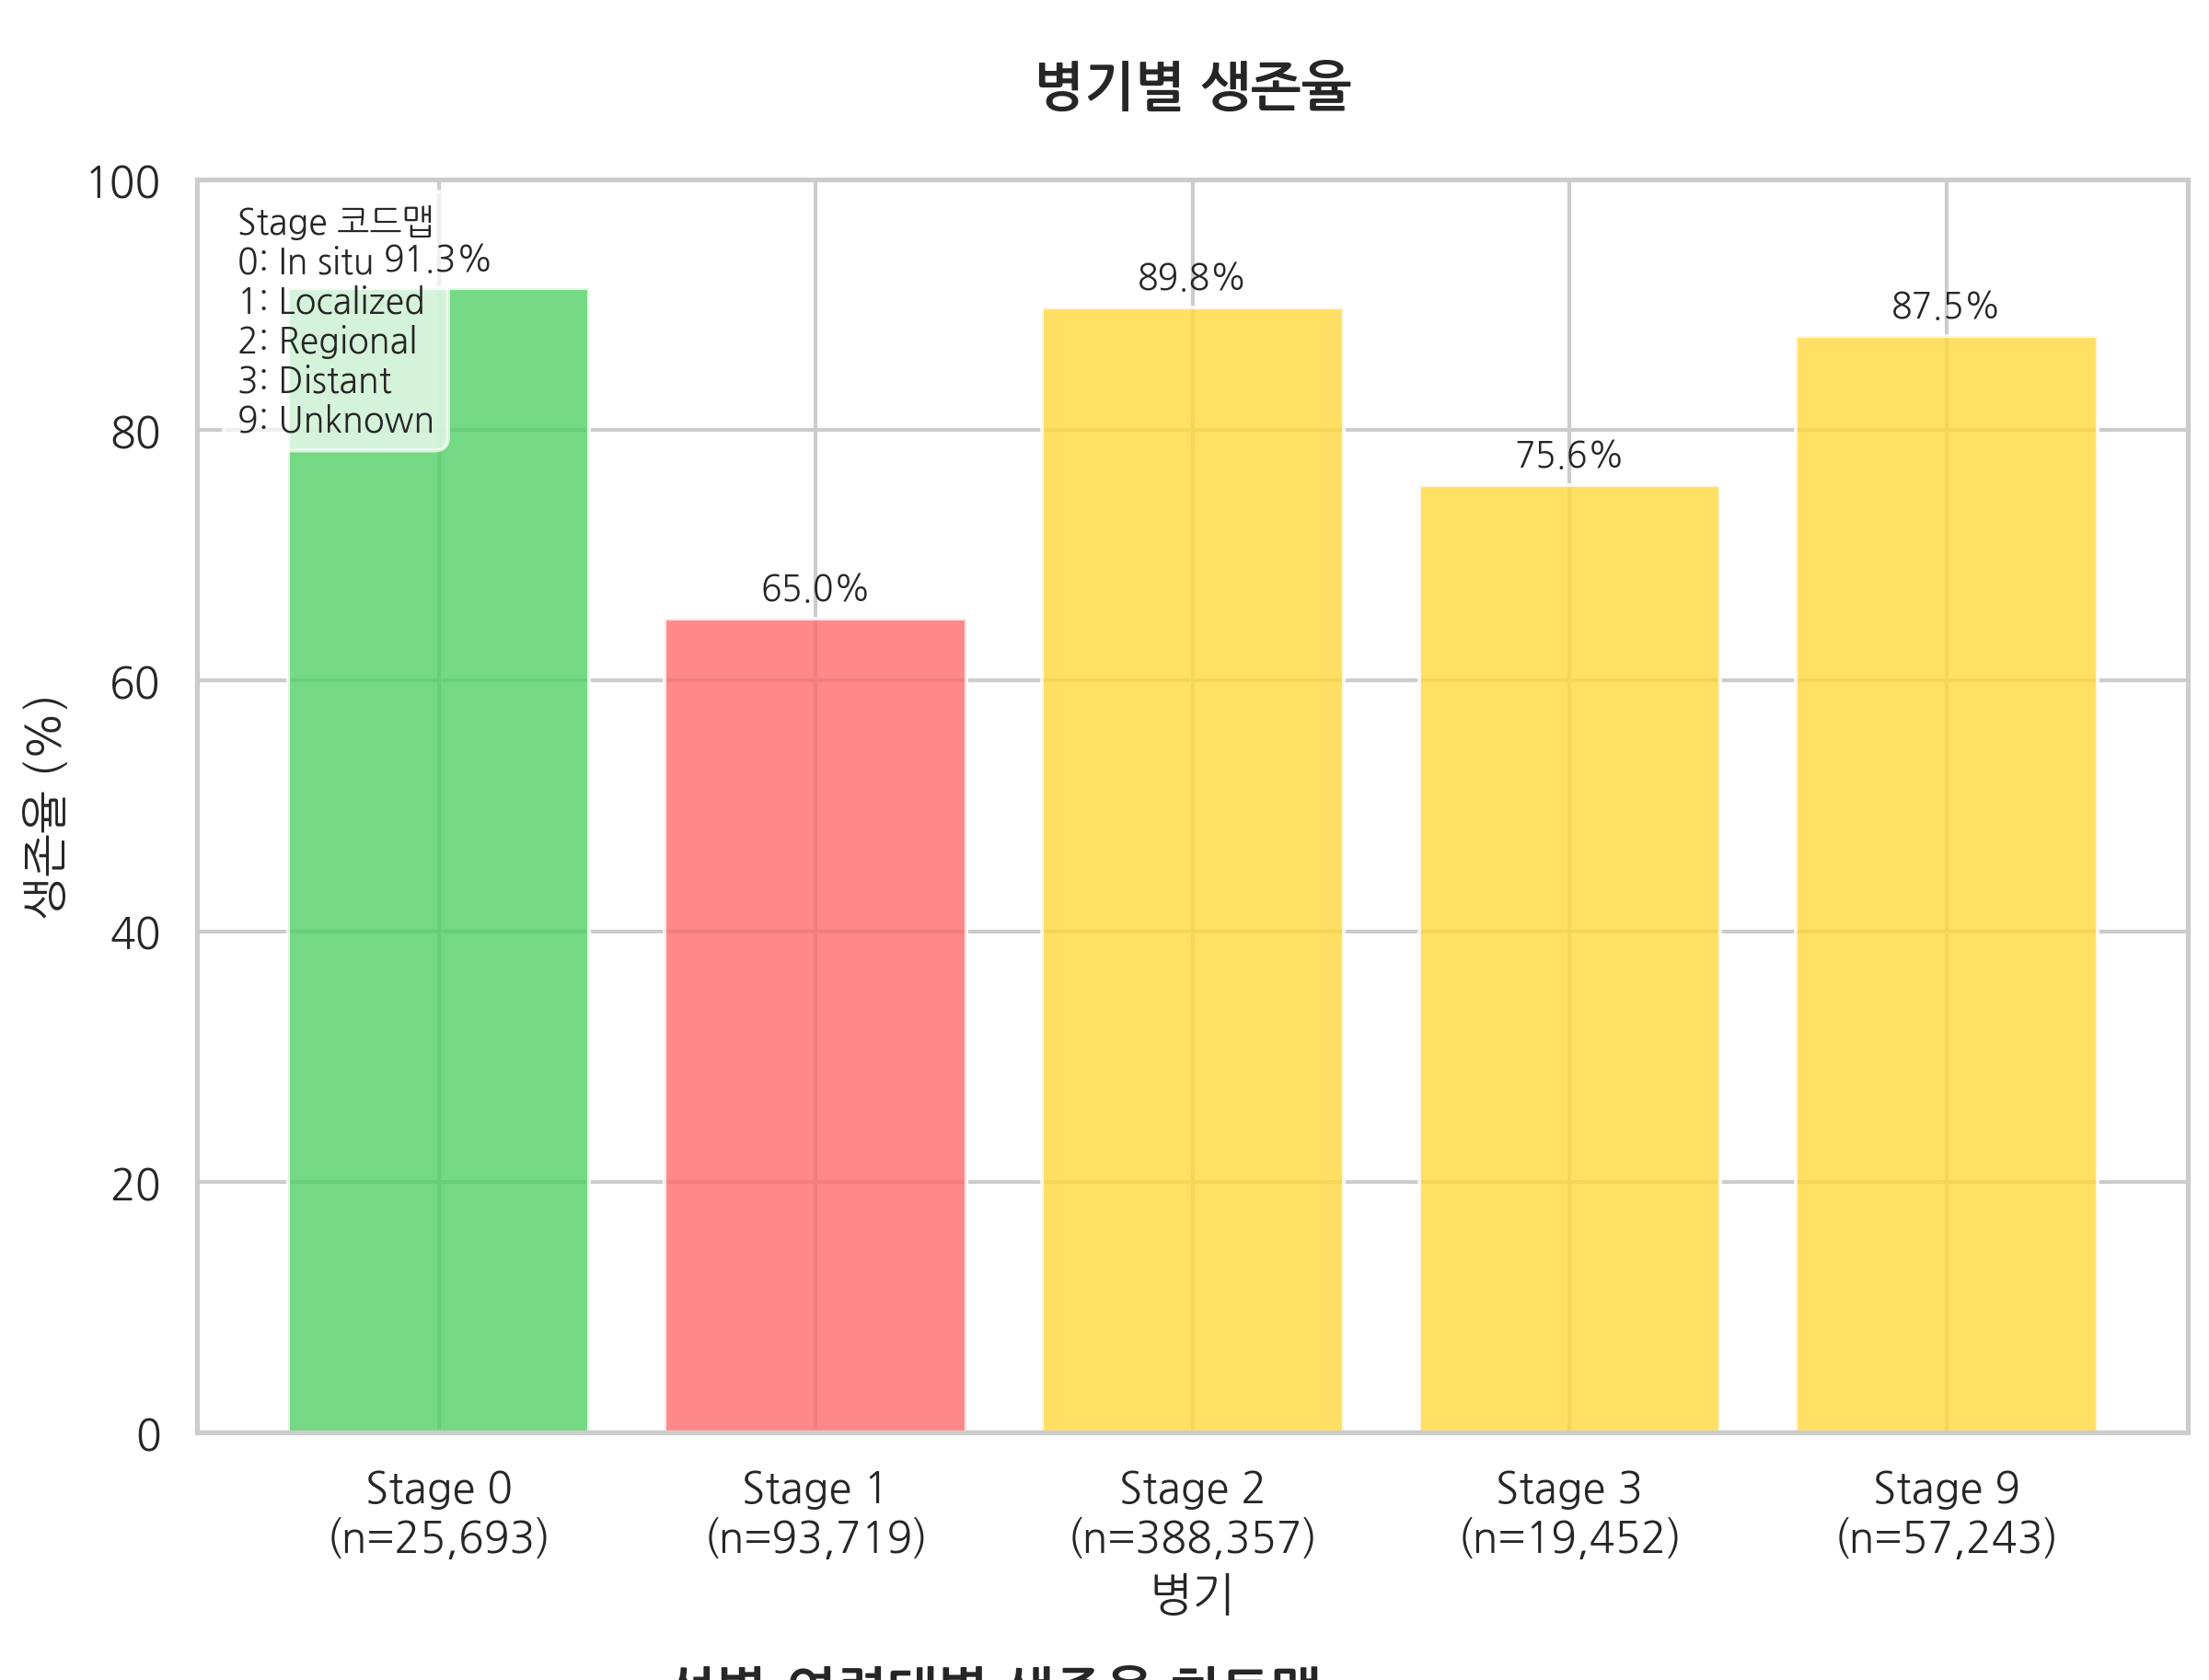 병기별 생존율
100
80
60
40
20
0
생존율 (%)
Stage 코드맵
0: In situ
1: Localized
2: Regional
3: Distant
9: Unknown
91.3%
65.0%
89.8%
75.6%
87.5%
Stage 0
(n=25,693)
Stage 1
(n=93,719)
Stage 2
(n=388,357)
Stage 3
(n=19,452)
Stage 9
(n=57,243)
병기